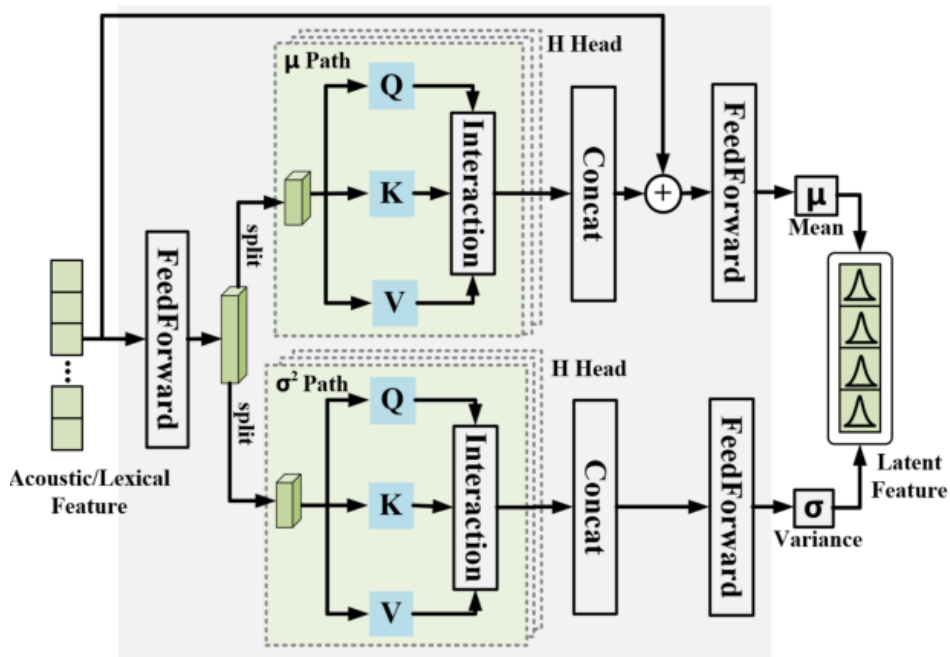 H Head
μ Path
Q
K
V
Interaction
Concat
+
FeedForward
μ
Mean
split
FeedForward
split
Acoustic/Lexical
Feature
H Head
σ² Path
Q
K
V
Interaction
Concat
FeedForward
σ
Variance
Latent
Feature